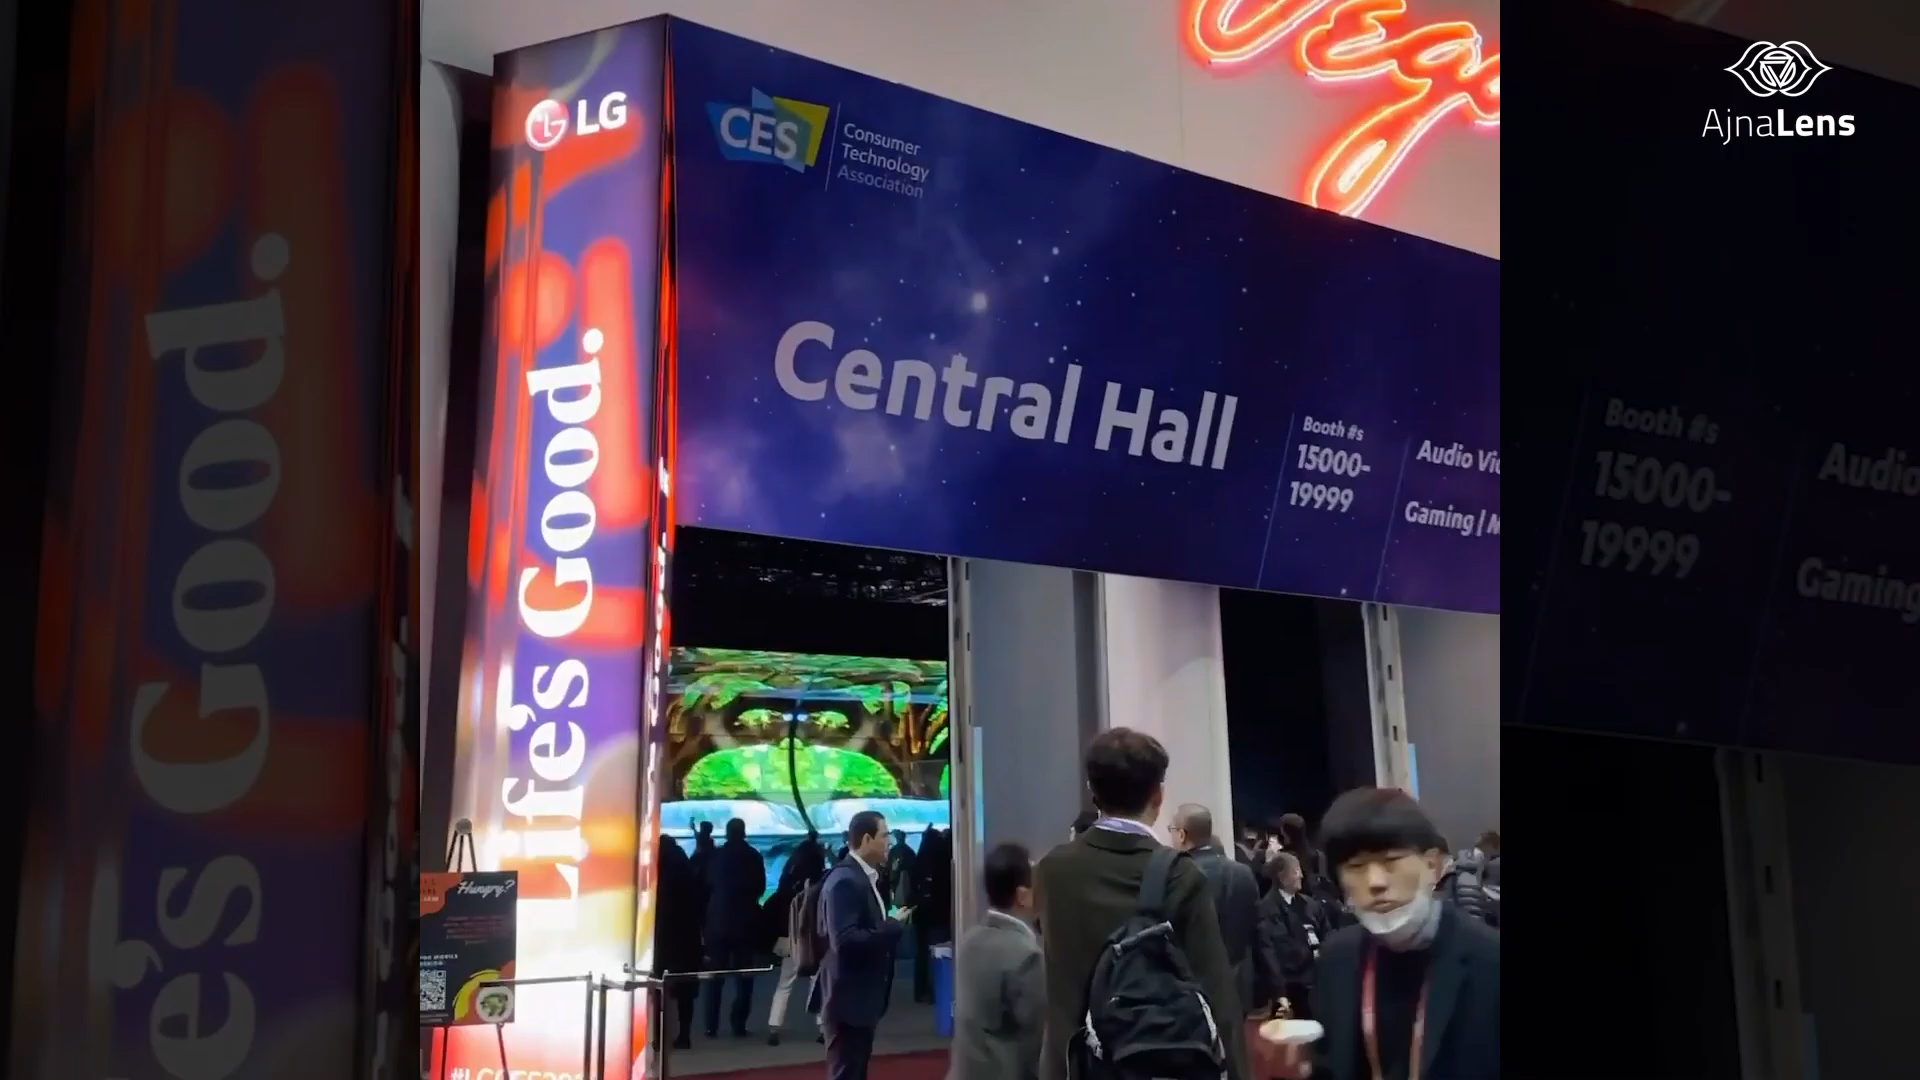 LG
Life's Good.
CES
Consumer
Technology
Association
Vegas
Central Hall
Booth #s
15000-
19999
Audio
Gaming |
Hungry?
AjnaLens
Good.
Booth #s
15000-
19999
Audio
Gaming